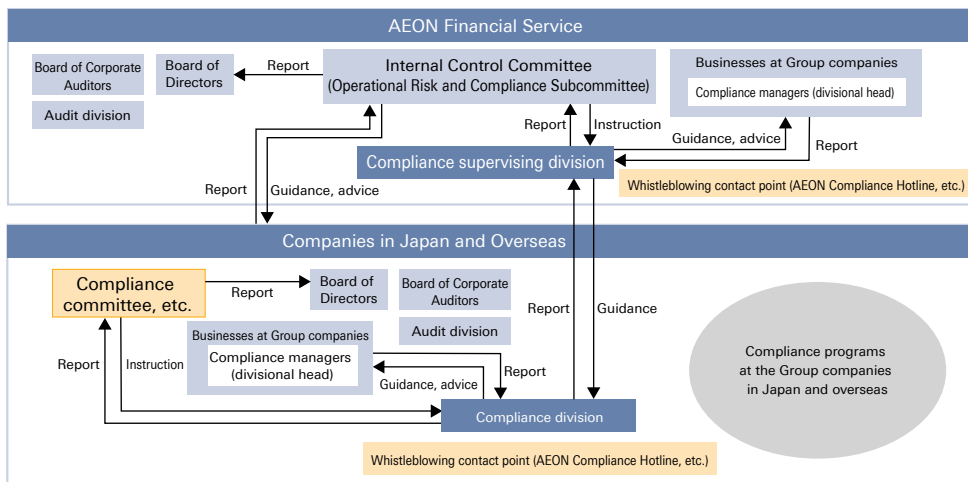 AEON Financial Service
Board of Corporate
Auditors
Audit division
Board of
Directors
Report
Internal Control Committee
(Operational Risk and Compliance Subcommittee)
Businesses at Group companies
Compliance managers (divisional head)
Report
Instruction
Guidance, advice
Report
Compliance supervising division
Report
Guidance, advice
Whistleblowing contact point (AEON Compliance Hotline, etc.)
Companies in Japan and Overseas
Compliance
committee, etc.
Report
Board of
Directors
Board of Corporate
Auditors
Audit division
Report
Guidance
Businesses at Group companies
Compliance managers
(divisional head)
Report
Instruction
Report
Guidance, advice
Compliance division
Compliance programs
at the Group companies
in Japan and overseas
Whistleblowing contact point (AEON Compliance Hotline, etc.)